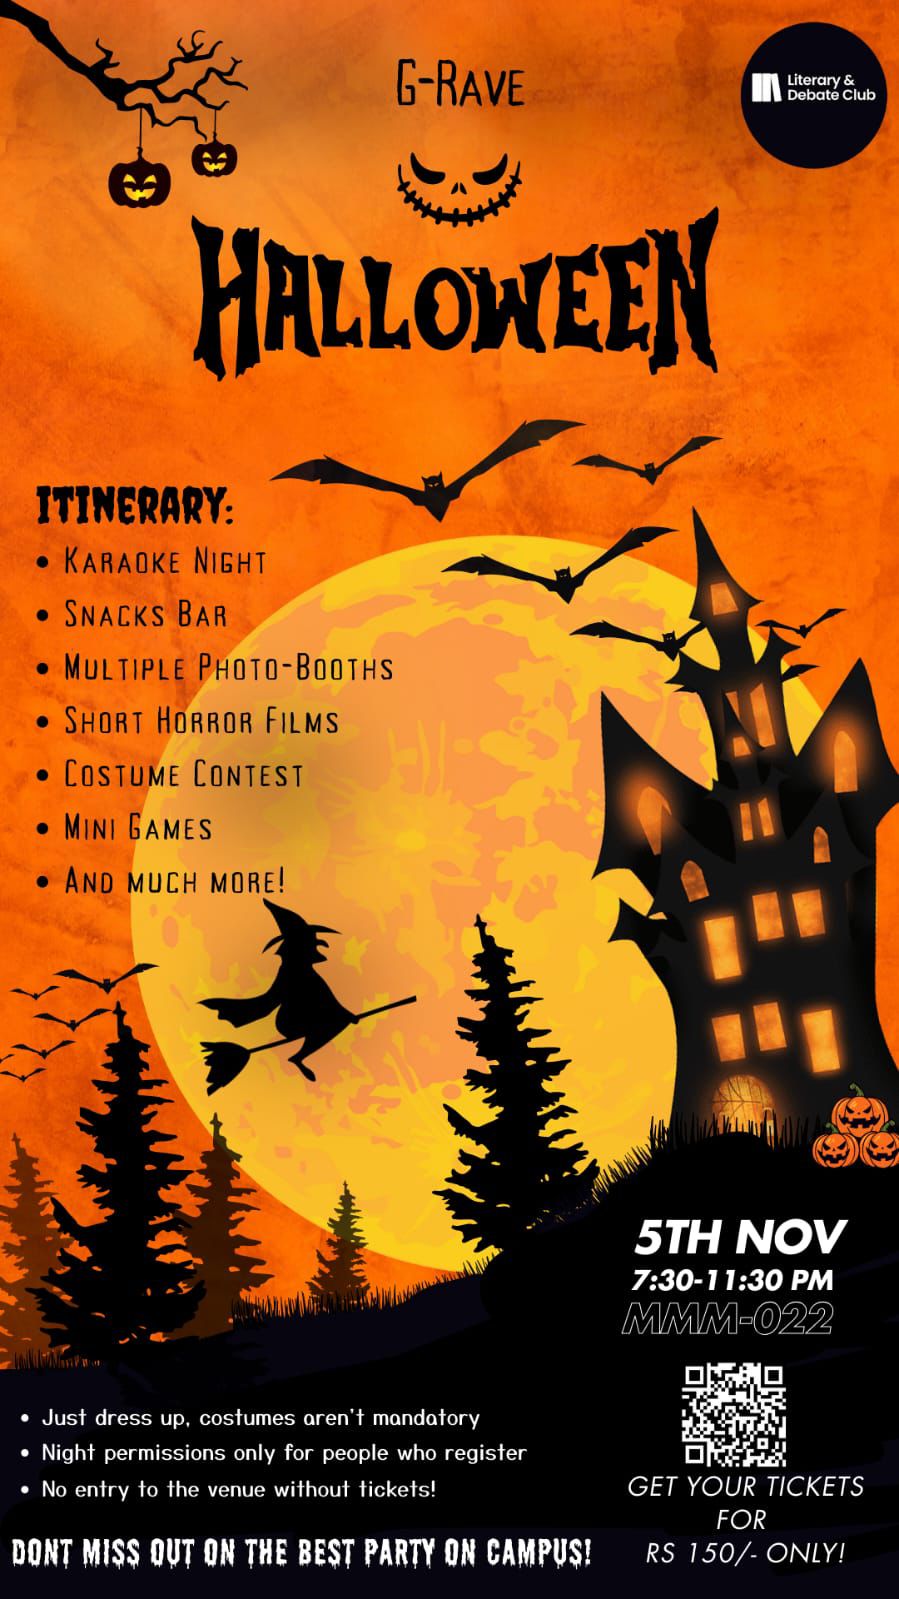 G-RAVE
Literary &
Debate Club
HALLOWEEN
ITINERARY:
• KARAOKE NIGHT
• SNACKS BAR
• MULTIPLE PHOTO-BOOTHS
• SHORT HORROR FILMS
• COSTUME CONTEST
• MINI GAMES
• AND MUCH MORE!
5TH NOV
7:30-11:30 PM
MMM-022
• Just dress up, costumes aren't mandatory
• Night permissions only for people who register
• No entry to the venue without tickets!
GET YOUR TICKETS
FOR
RS 150/- ONLY!
DONT MISS OUT ON THE BEST PARTY ON CAMPUS!